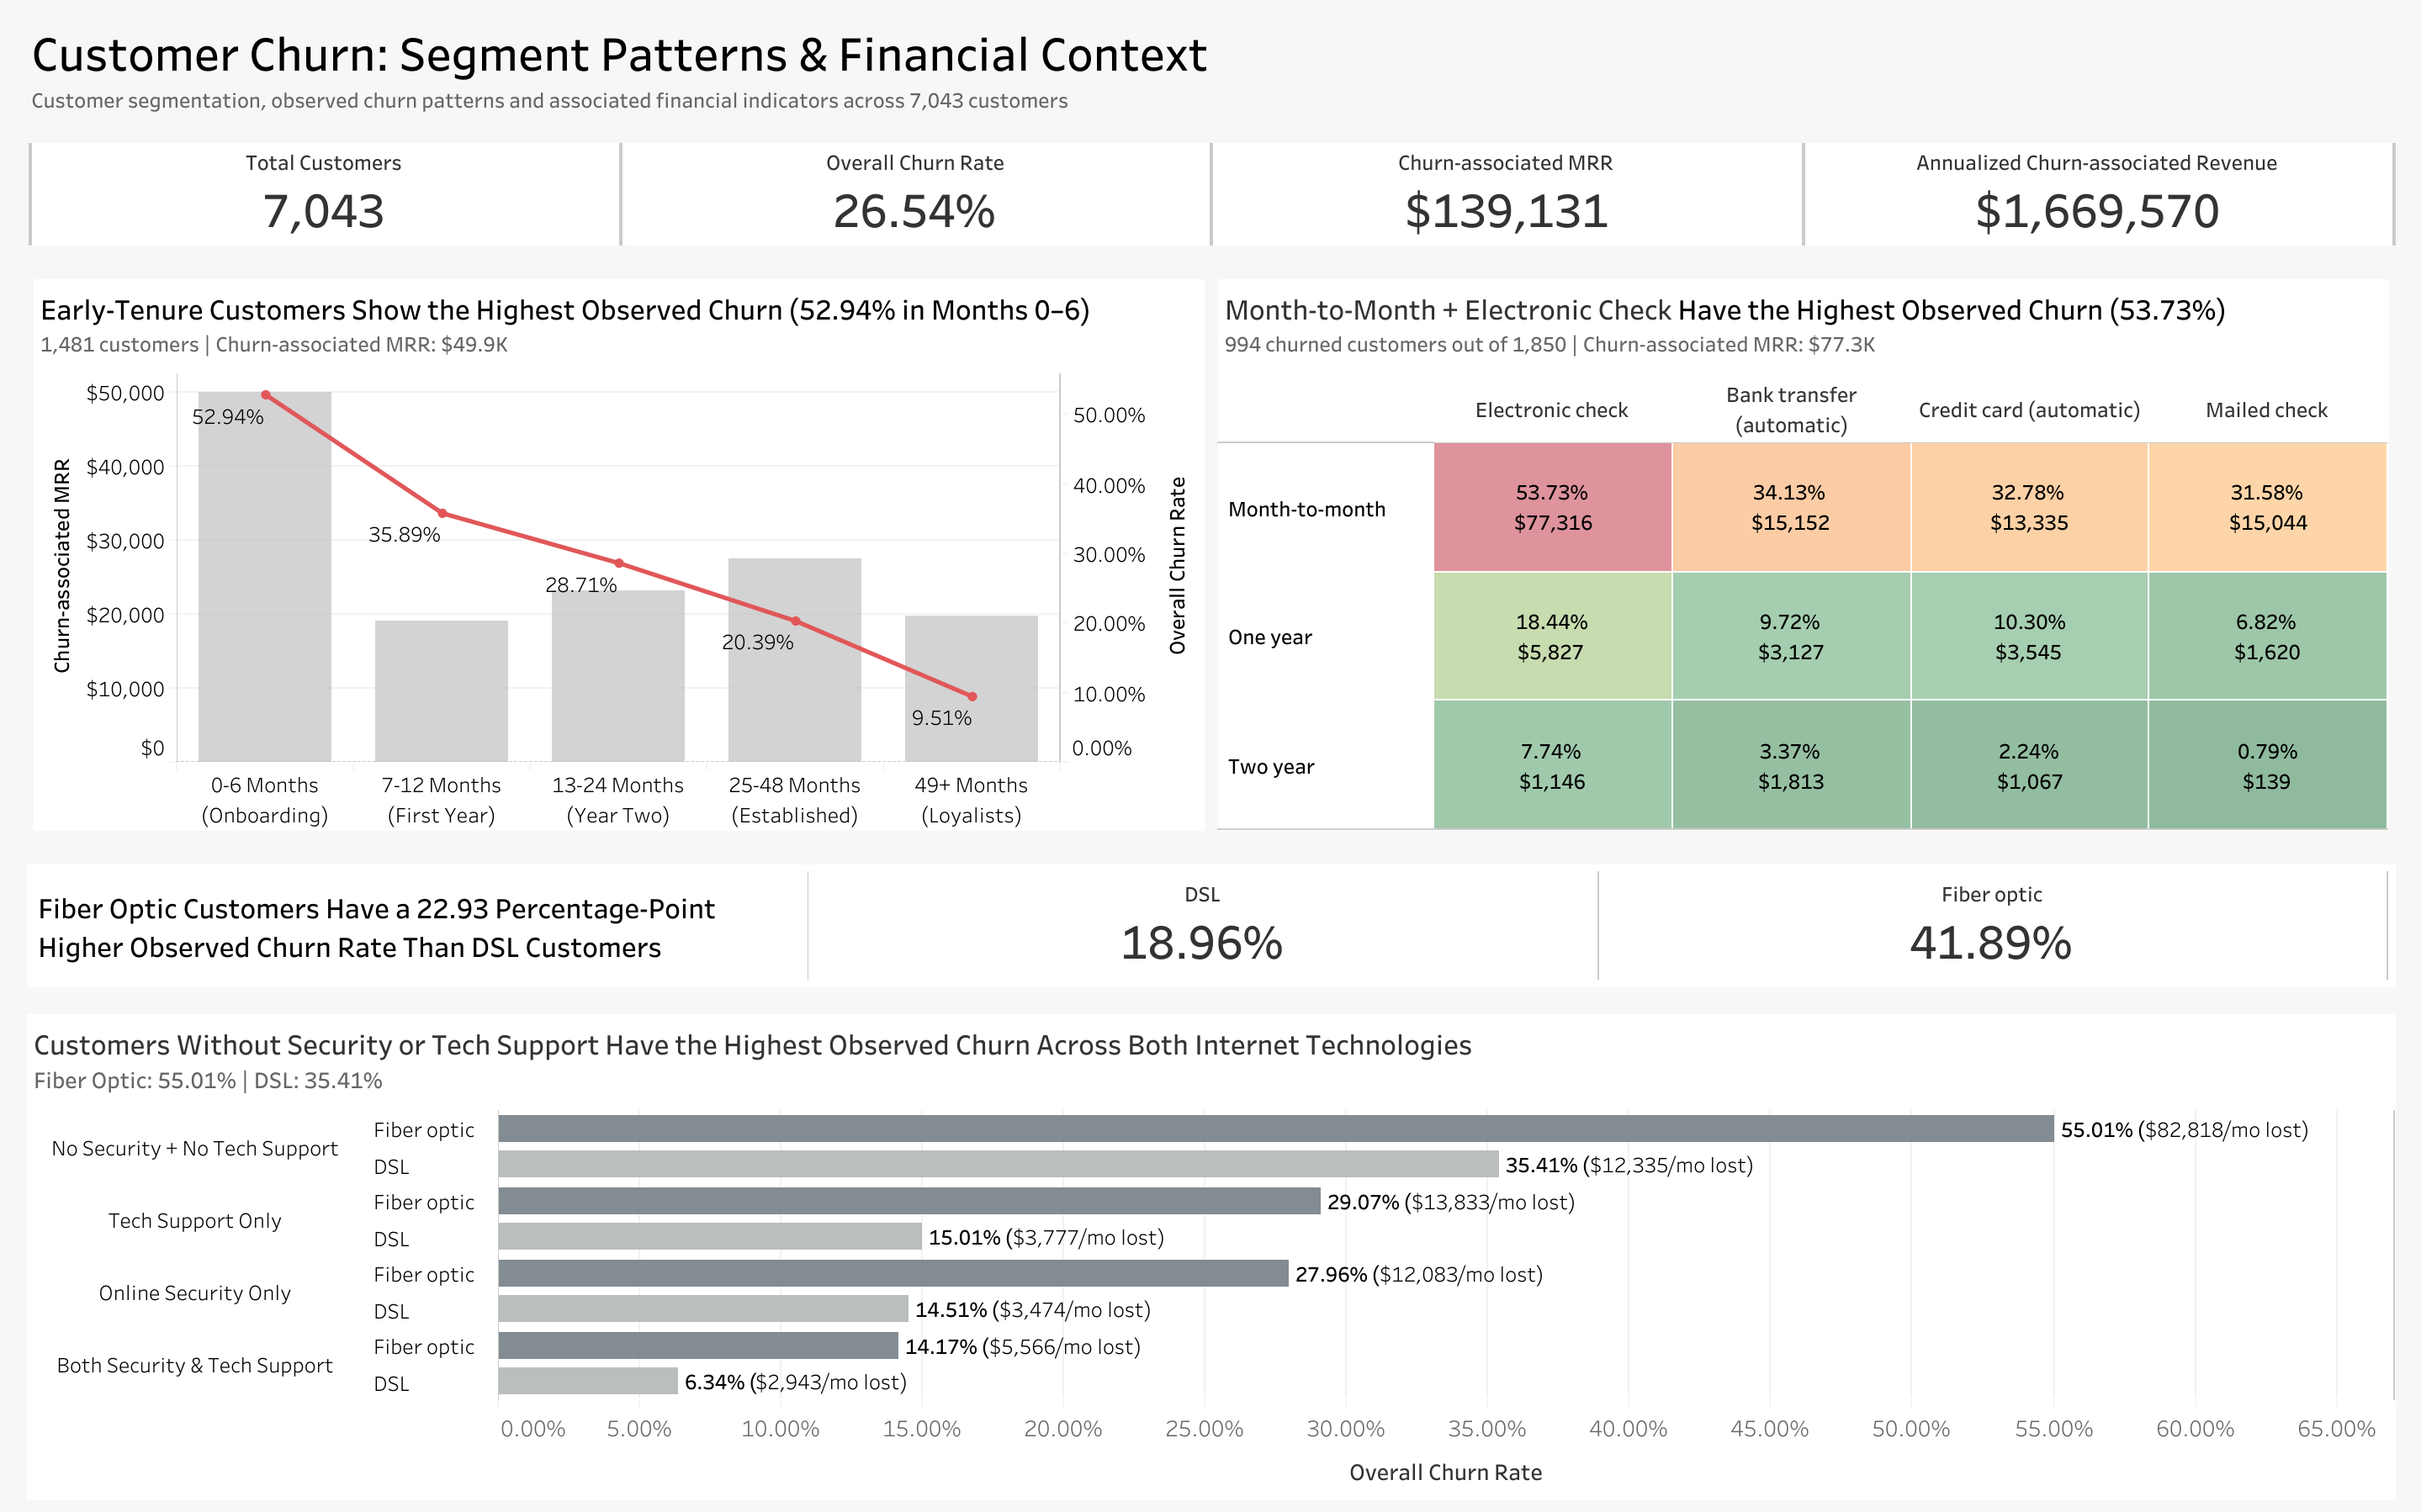 Customer Churn: Segment Patterns & Financial Context
Customer segmentation, observed churn patterns and associated financial indicators across 7,043 customers
Total Customers
7,043
Overall Churn Rate
26.54%
Churn-associated MRR
$139,131
Annualized Churn-associated Revenue
$1,669,570
Early-Tenure Customers Show the Highest Observed Churn (52.94% in Months 0–6)
1,481 customers | Churn-associated MRR: $49.9K
Churn-associated MRR
$50,000
$40,000
$30,000
$20,000
$10,000
$0
52.94%
35.89%
28.71%
20.39%
9.51%
50.00%
40.00%
30.00%
20.00%
10.00%
0.00%
Overall Churn Rate
0-6 Months
(Onboarding)
7-12 Months
(First Year)
13-24 Months
(Year Two)
25-48 Months
(Established)
49+ Months
(Loyalists)
Month-to-Month + Electronic Check Have the Highest Observed Churn (53.73%)
994 churned customers out of 1,850 | Churn-associated MRR: $77.3K
Electronic check
Bank transfer
(automatic)
Credit card (automatic)
Mailed check
Month-to-month
53.73%
$77,316
34.13%
$15,152
32.78%
$13,335
31.58%
$15,044
One year
18.44%
$5,827
9.72%
$3,127
10.30%
$3,545
6.82%
$1,620
Two year
7.74%
$1,146
3.37%
$1,813
2.24%
$1,067
0.79%
$139
Fiber Optic Customers Have a 22.93 Percentage-Point
Higher Observed Churn Rate Than DSL Customers
DSL
18.96%
Fiber optic
41.89%
Customers Without Security or Tech Support Have the Highest Observed Churn Across Both Internet Technologies
Fiber Optic: 55.01% | DSL: 35.41%
No Security + No Tech Support
Fiber optic
55.01% ($82,818/mo lost)
DSL
35.41% ($12,335/mo lost)
Tech Support Only
Fiber optic
29.07% ($13,833/mo lost)
DSL
15.01% ($3,777/mo lost)
Online Security Only
Fiber optic
27.96% ($12,083/mo lost)
DSL
14.51% ($3,474/mo lost)
Both Security & Tech Support
Fiber optic
14.17% ($5,566/mo lost)
DSL
6.34% ($2,943/mo lost)
0.00%
5.00%
10.00%
15.00%
20.00%
25.00%
30.00%
35.00%
40.00%
45.00%
50.00%
55.00%
60.00%
65.00%
Overall Churn Rate